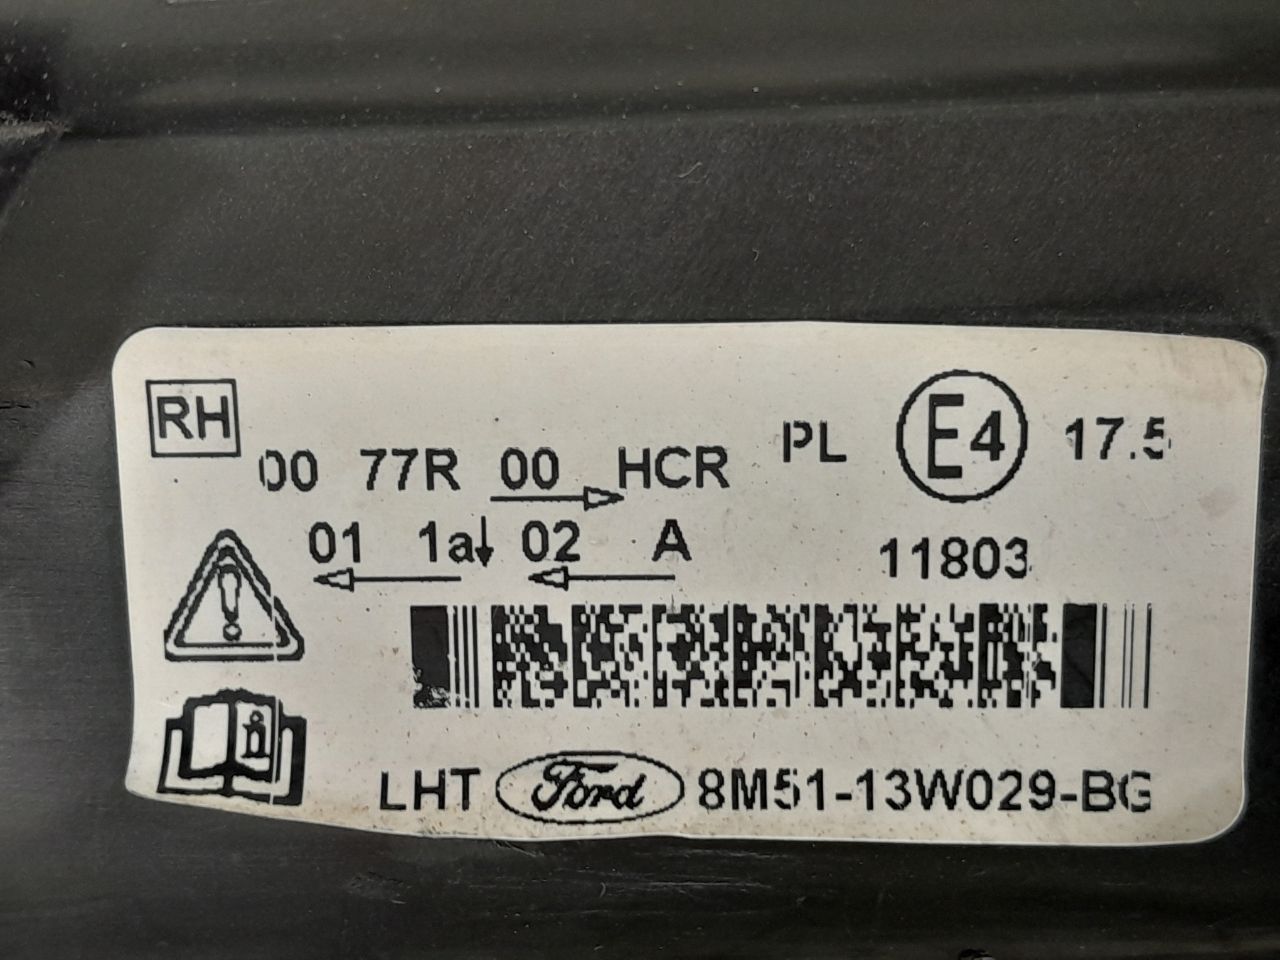 RH
00 77R 00 HCR PL E4 17.5
01 1a 02 A 11803
LHT Ford 8M51-13W029-BG